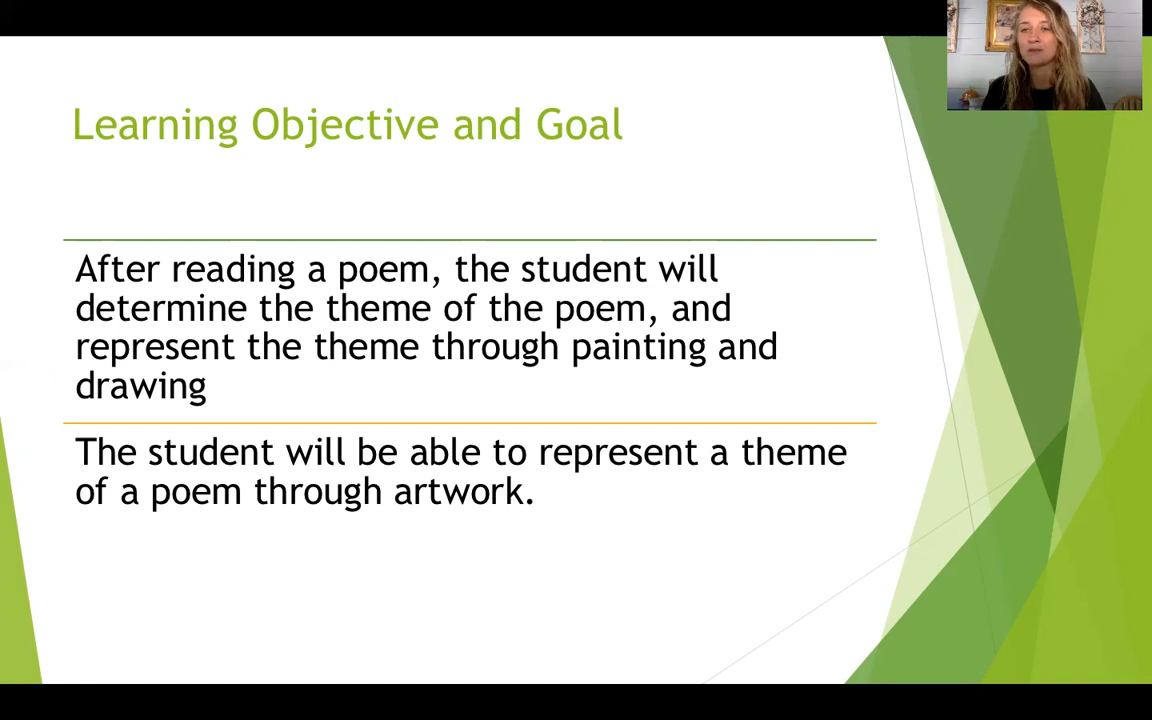 Learning Objective and Goal
After reading a poem, the student will
determine the theme of the poem, and
represent the theme through painting and
drawing
The student will be able to represent a theme
of a poem through artwork.